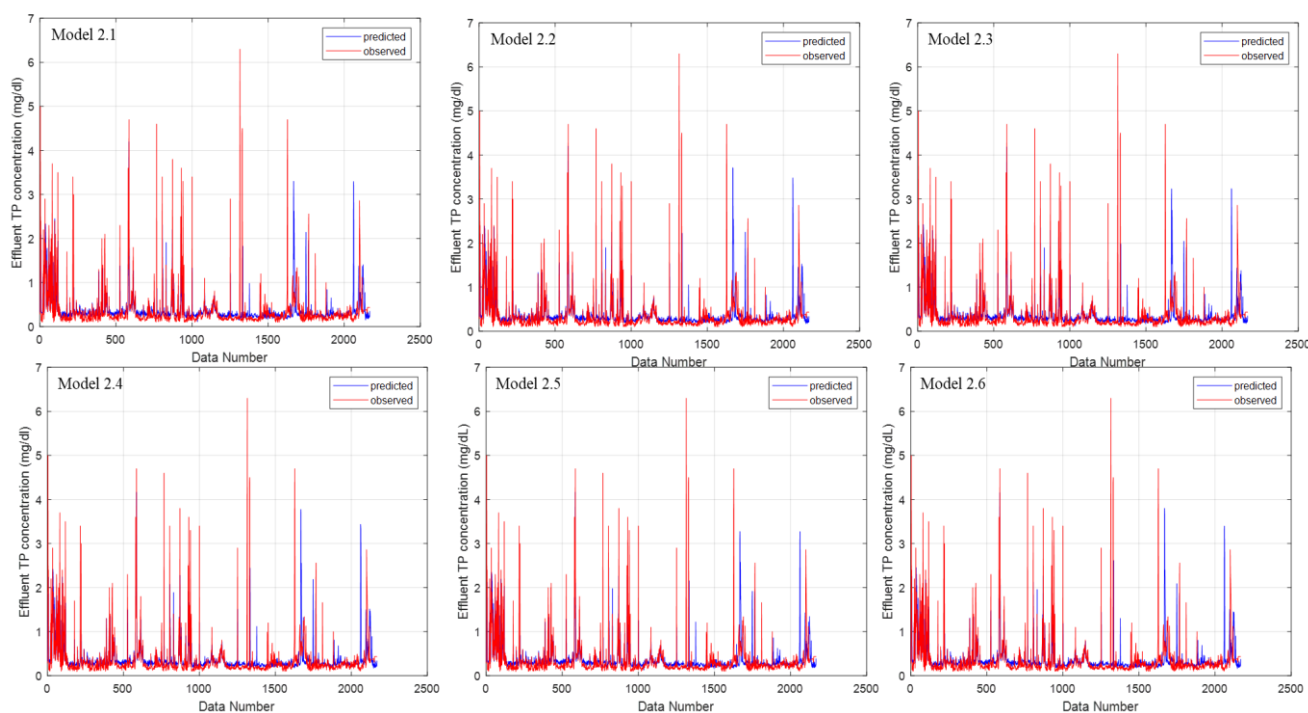 Model 2.1
predicted
observed
Effluent TP concentration (mg/dl)
7
6
5
4
3
2
1
0
0 500 1000 1500 2000 2500
Data Number
Model 2.2
predicted
observed
Effluent TP concentration (mg/dl)
7
6
5
4
3
2
1
0
0 500 1000 1500 2000 2500
Data Number
Model 2.3
predicted
observed
Effluent TP concentration (mg/dl)
7
6
5
4
3
2
1
0
0 500 1000 1500 2000 2500
Data Number
Model 2.4
predicted
observed
Effluent TP concentration (mg/dl)
7
6
5
4
3
2
1
0
0 500 1000 1500 2000 2500
Data Number
Model 2.5
predicted
observed
Effluent TP concentration (mg/dL)
7
6
5
4
3
2
1
0
0 500 1000 1500 2000 2500
Data Number
Model 2.6
predicted
observed
Effluent TP concentration (mg/dL)
7
6
5
4
3
2
1
0
0 500 1000 1500 2000 2500
Data Number